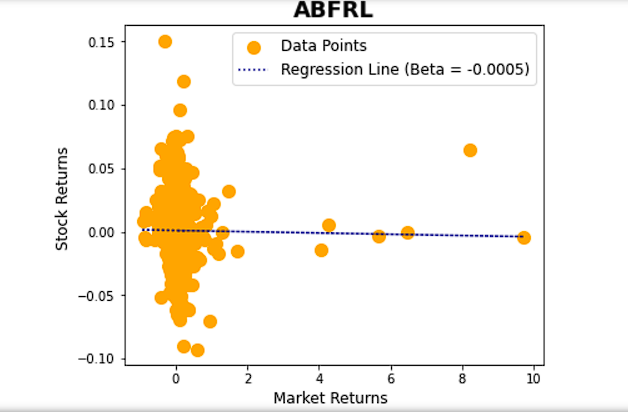 ABFRL
Data Points
Regression Line (Beta = -0.0005)
Stock Returns
0.15
0.10
0.05
0.00
−0.05
−0.10
0 2 4 6 8 10
Market Returns